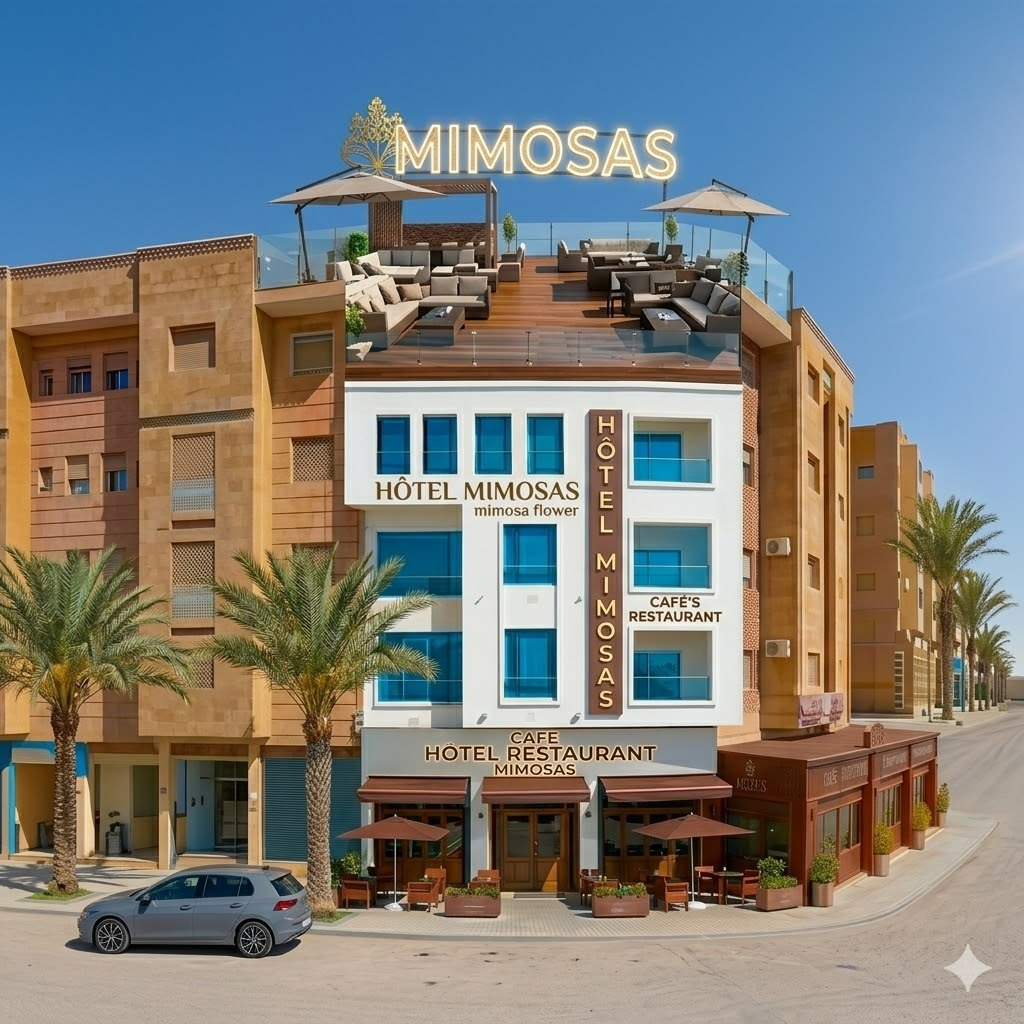 MIMOSAS
HÔTEL MIMOSAS
mimosa flower
HÔTEL MIMOSAS
CAFÉ'S
RESTAURANT
CAFE
HÔTEL RESTAURANT
MIMOSAS